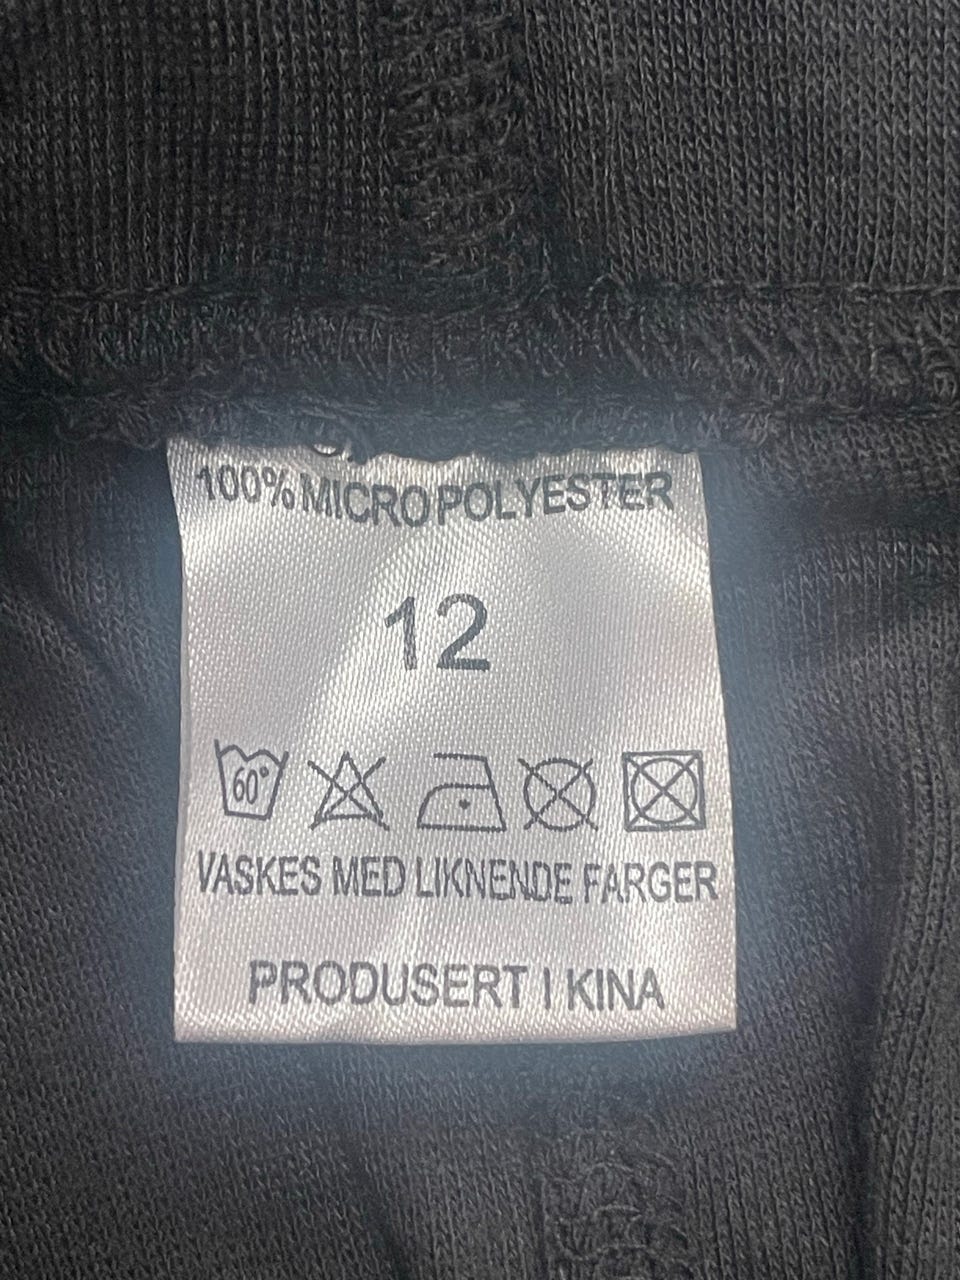 100% MICRO POLYESTER
12
60°
VASKES MED LIKNENDE FARGER
PRODUSERT I KINA